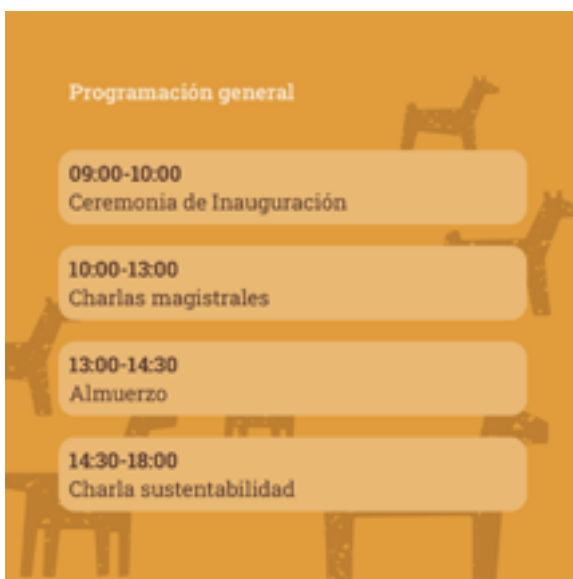 Programación general
09:00-10:00
Ceremonia de Inauguración
10:00-13:00
Charlas magistrales
13:00-14:30
Almuerzo
14:30-18:00
Charla sustentabilidad